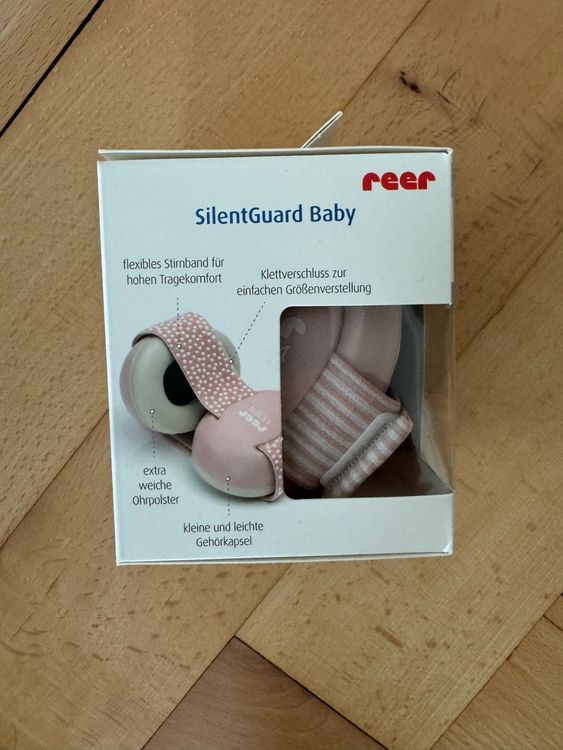 reer
SilentGuard Baby
flexibles Stirnband für
hohen Tragekomfort
Klettverschluss zur
einfachen Größenverstellung
reer
extra
weiche
Ohrpolster
kleine und leichte
Gehörkapsel